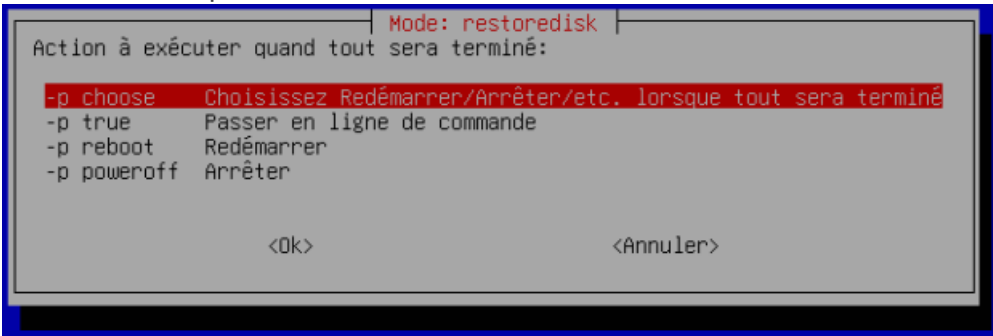 Mode: restoredisk
Action à exécuter quand tout sera terminé:
-p choose Choisissez Redémarrer/Arrêter/etc. lorsque tout sera terminé
-p true Passer en ligne de commande
-p reboot Redémarrer
-p poweroff Arrêter
<Ok> <Annuler>